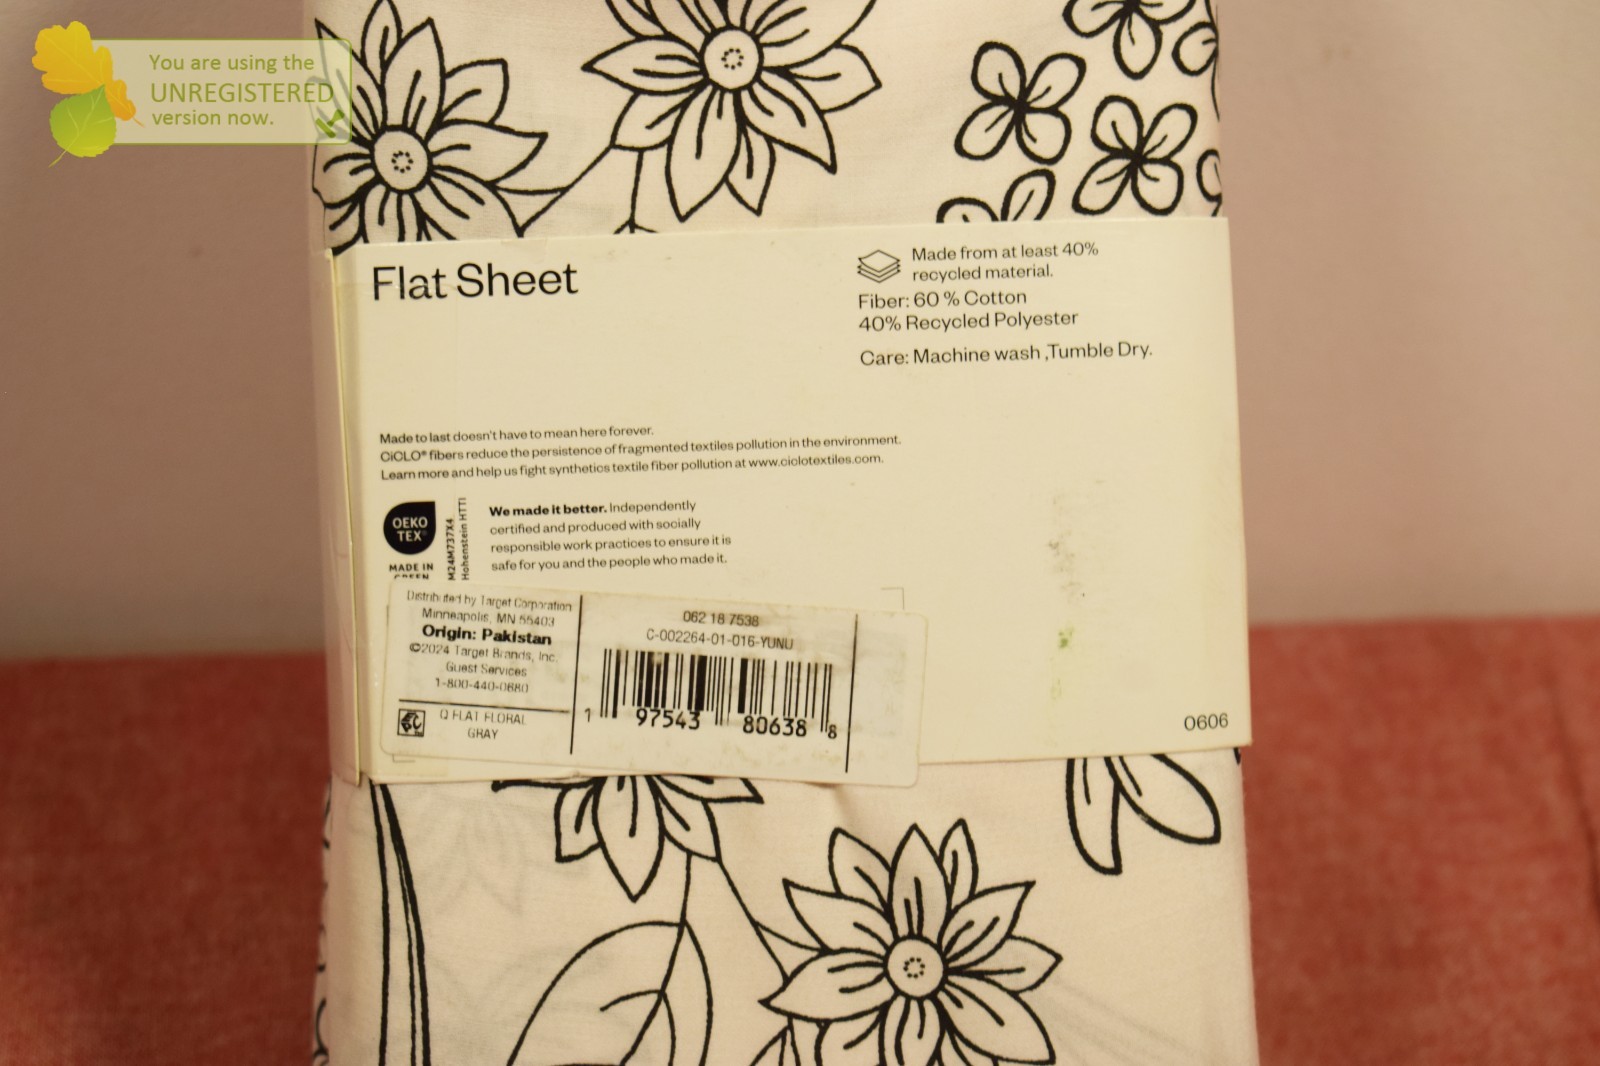 You are using the
UNREGISTERED
version now.
Flat Sheet
Made from at least 40%
recycled material.
Fiber: 60 % Cotton
40% Recycled Polyester
Care: Machine wash ,Tumble Dry.
Made to last doesn't have to mean here forever.
CiCLO® fibers reduce the persistence of fragmented textiles pollution in the environment.
Learn more and help us fight synthetics textile fiber pollution at www.ciclotextiles.com.
OEKO
TEX®
MADE IN
GREEN
M24M737X4
Hohenstein HTTI
We made it better. Independently
certified and produced with socially
responsible work practices to ensure it is
safe for you and the people who made it.
Distributed by Target Corporation
Minneapolis, MN 55403
Origin: Pakistan
©2024 Target Brands, Inc.
Guest Services
1-800-440-0680
Q FLAT FLORAL
GRAY
062 18 7538
C-002264-01-016-YUNU
1 97543 80638 8
0606